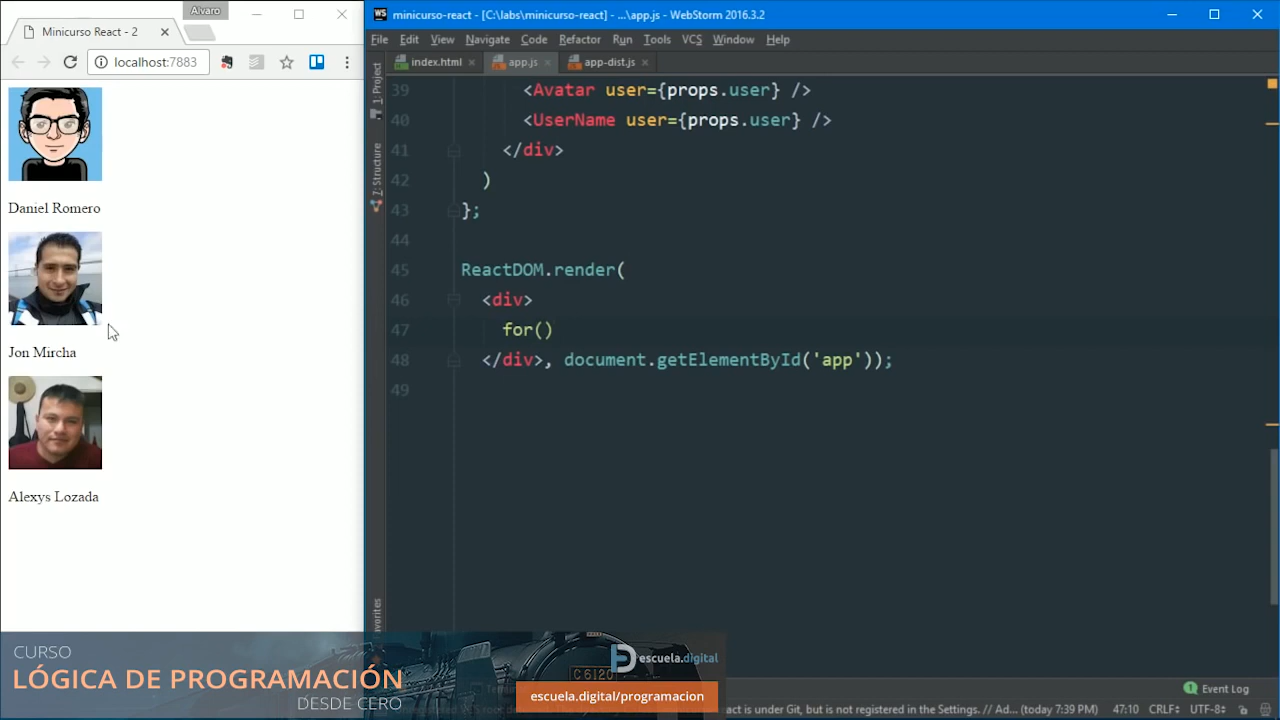 Alvaro
Minicurso React - 2
localhost:7883
Daniel Romero
Jon Mircha
Alexys Lozada
minicurso-react - [C:\labs\minicurso-react] - ...\app.js - WebStorm 2016.3.2
File Edit View Navigate Code Refactor Run Tools VCS Window Help
index.html app.js app-dist.js
1: Project
7: Structure
39 <Avatar user={props.user} />
40 <UserName user={props.user} />
41 </div>
42 )
43 };
44
45 ReactDOM.render(
46 <div>
47 for()
48 </div>, document.getElementById('app'));
49
CURSO
LÓGICA DE PROGRAMACIÓN
DESDE CERO
C 6120
escuela.digital
escuela.digital/programacion
Event Log
is under Git, but is not registered in the Settings. // Ad... (today 7:39 PM) 47:10 CRLF UTF-8